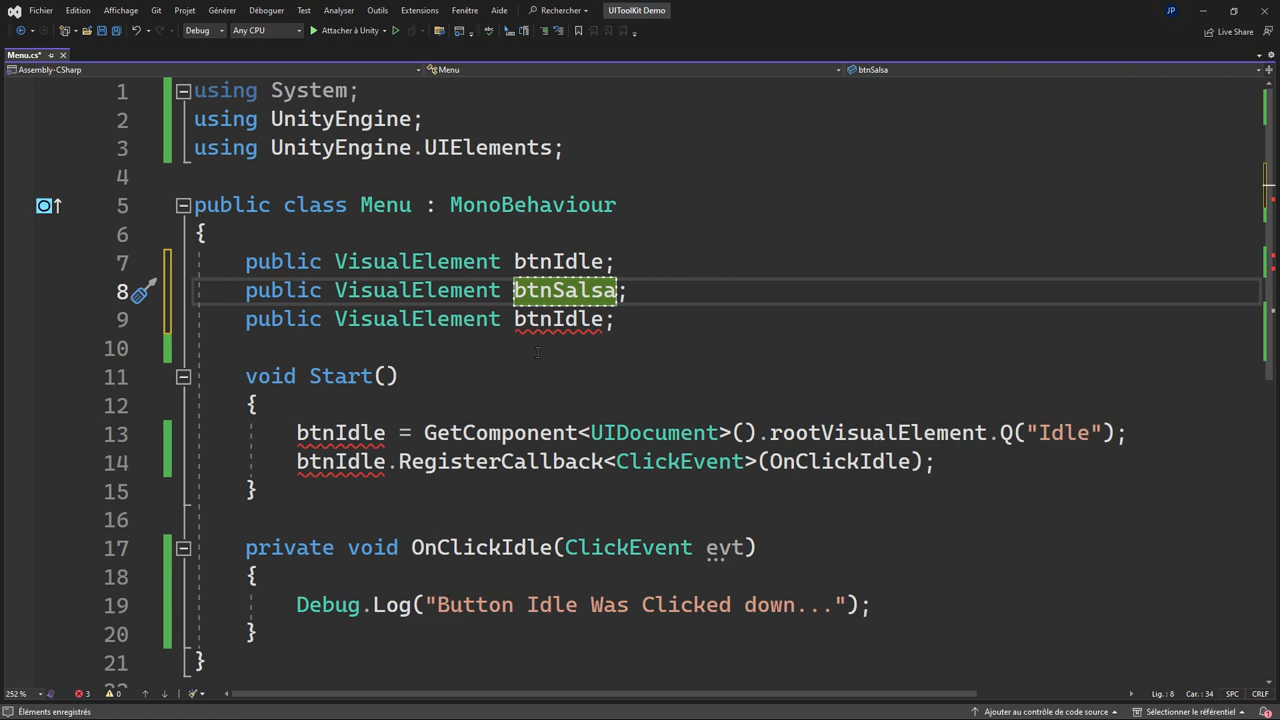 Fichier Edition Affichage Git Projet Générer Déboguer Test Analyser Outils Extensions Fenêtre Aide Rechercher UIToolKit Demo JP
Debug Any CPU Attacher à Unity Live Share
Menu.cs*
Assembly-CSharp Menu btnSalsa
1 using System;
2 using UnityEngine;
3 using UnityEngine.UIElements;
4
5 public class Menu : MonoBehaviour
6 {
7 public VisualElement btnIdle;
8 public VisualElement btnSalsa;
9 public VisualElement btnIdle;
10
11 void Start()
12 {
13 btnIdle = GetComponent<UIDocument>().rootVisualElement.Q("Idle");
14 btnIdle.RegisterCallback<ClickEvent>(OnClickIdle);
15 }
16
17 private void OnClickIdle(ClickEvent evt)
18 {
19 Debug.Log("Button Idle Was Clicked down...");
20 }
21 }
252 % 3 0 Lig. : 8 Car. : 34 SPC CRLF
Éléments enregistrés Ajouter au contrôle de code source Sélectionner le référentiel 1